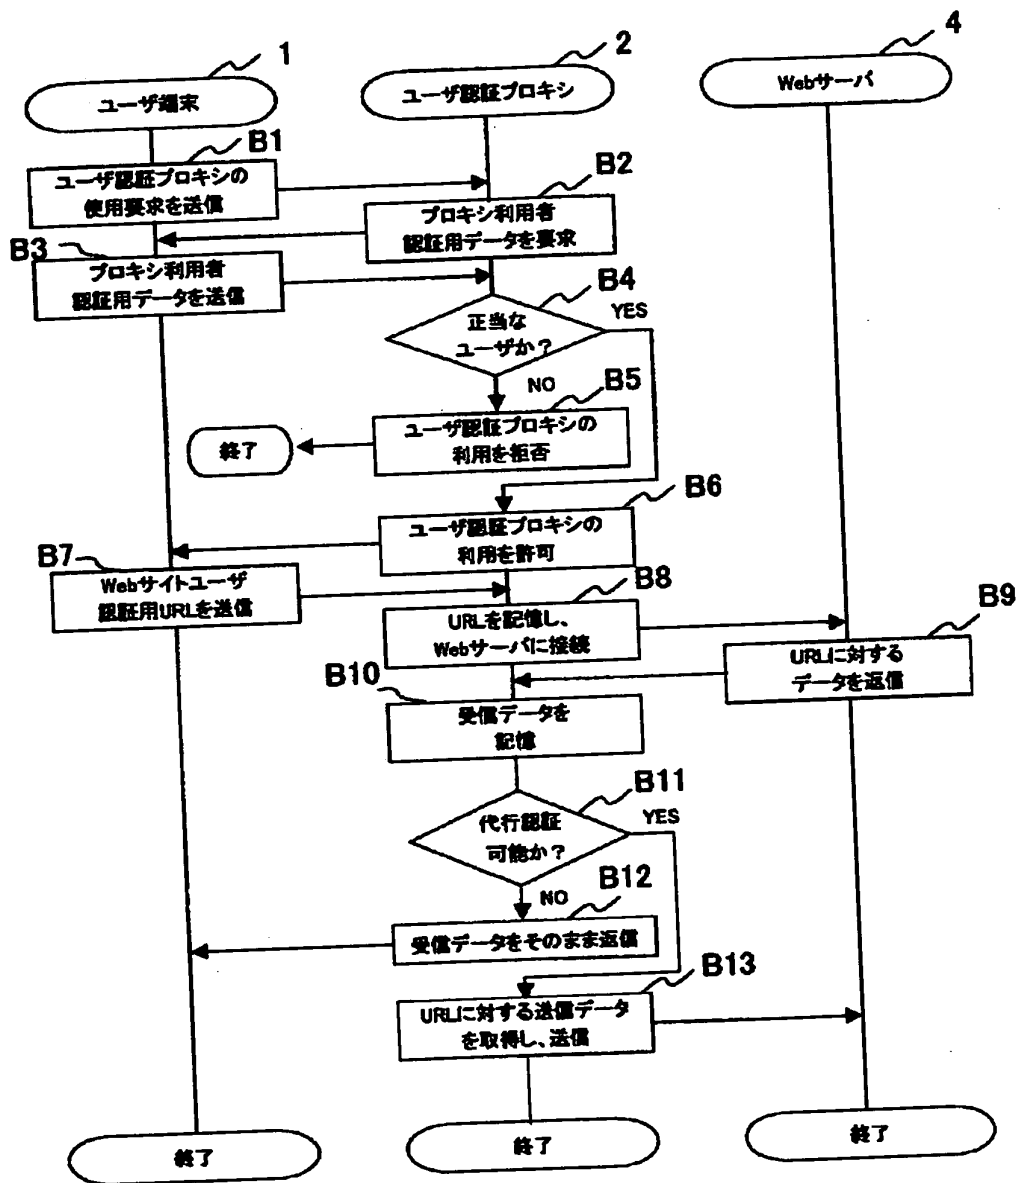 1
2
4
ユーザ端末
ユーザ認証プロキシ
Webサーバ
B1
ユーザ認証プロキシの
使用要求を送信
B2
プロキシ利用者
認証用データを要求
B3
プロキシ利用者
認証用データを送信
B4
正当な
ユーザか?
YES
NO
B5
ユーザ認証プロキシの
利用を拒否
終了
B6
ユーザ認証プロキシの
利用を許可
B7
Webサイトユーザ
認証用URLを送信
B8
URLを記憶し、
Webサーバに接続
B9
URLに対する
データを返信
B10
受信データを
記憶
B11
代行認証
可能か?
YES
NO
B12
受信データをそのまま返信
B13
URLに対する送信データ
を取得し、送信
終了
終了
終了